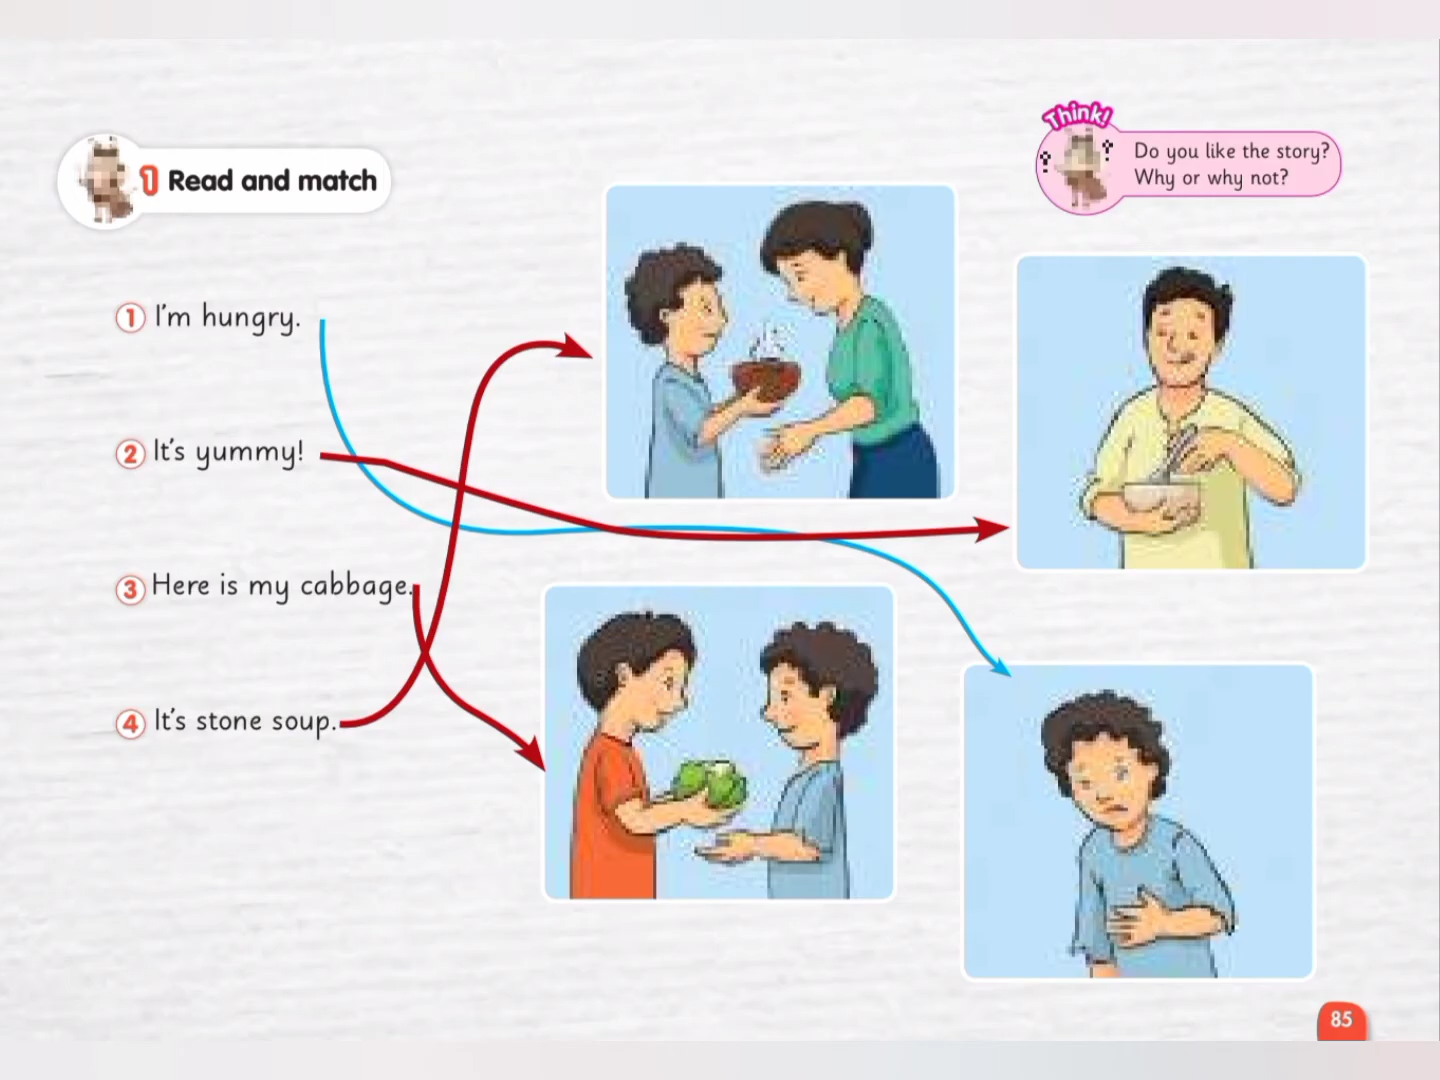 Think!
Do you like the story?
Why or why not?
1 Read and match
1 I'm hungry.
2 It's yummy!
3 Here is my cabbage.
4 It's stone soup.
85